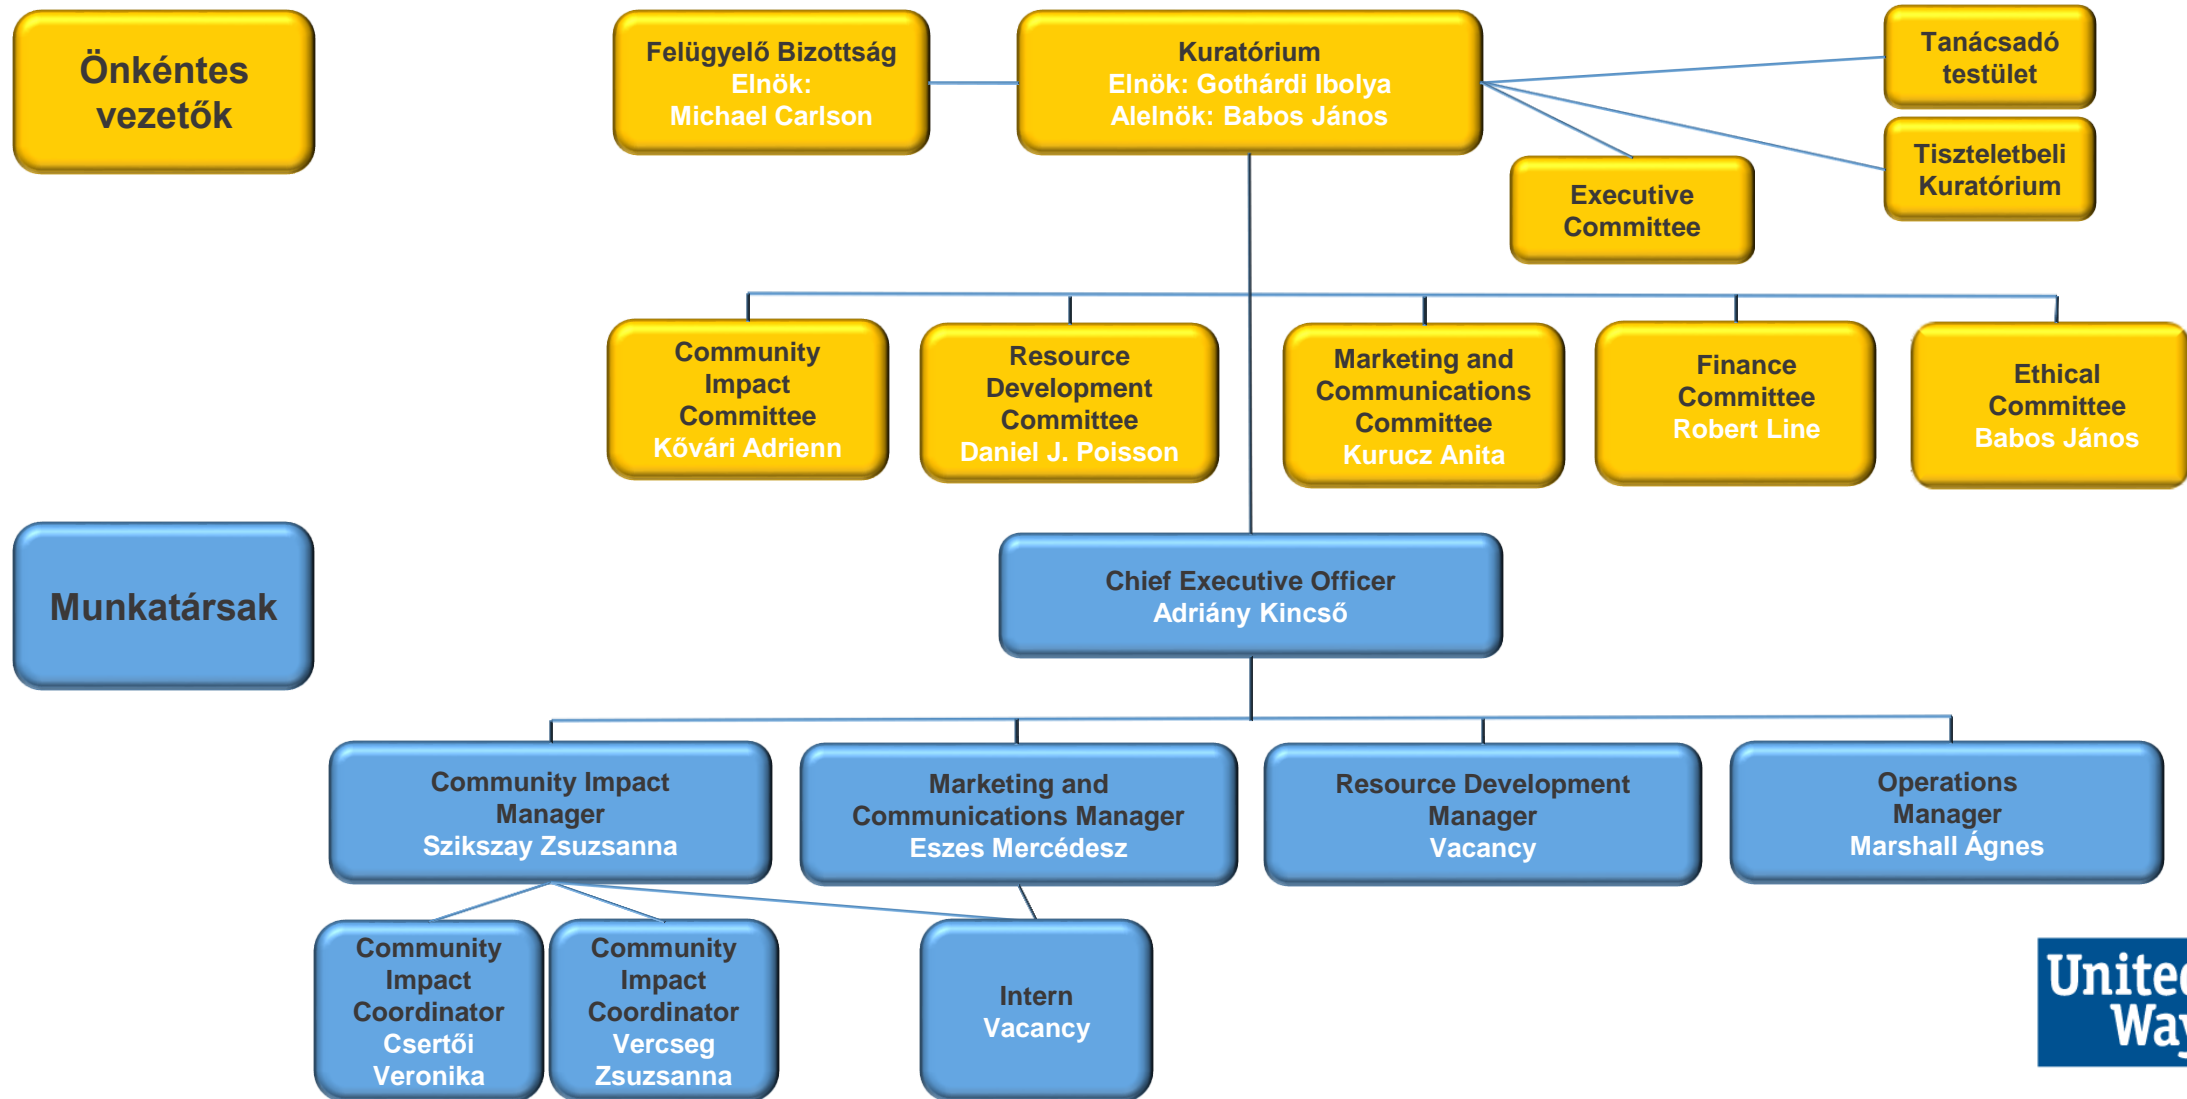 Önkéntes
vezetők
Felügyelő Bizottság
Elnök:
Michael Carlson
Kuratórium
Elnök: Gothárdi Ibolya
Alelnök: Babos János
Tanácsadó
testület
Tiszteletbeli
Kuratórium
Executive
Committee
Community
Impact
Committee
Kővári Adrienn
Resource
Development
Committee
Daniel J. Poisson
Marketing and
Communications
Committee
Kurucz Anita
Finance
Committee
Robert Line
Ethical
Committee
Babos János
Munkatársak
Chief Executive Officer
Adriány Kincső
Community Impact
Manager
Szikszay Zsuzsanna
Marketing and
Communications Manager
Eszes Mercédesz
Resource Development
Manager
Vacancy
Operations
Manager
Marshall Ágnes
Community
Impact
Coordinator
Csertői
Veronika
Community
Impact
Coordinator
Vercseg
Zsuzsanna
Intern
Vacancy
United
Way